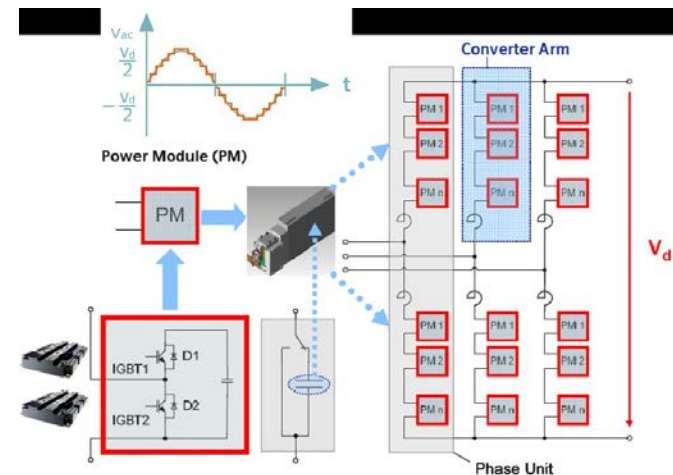 Vac
Vd
2
t
- Vd
2
Power Module (PM)
PM
IGBT1
D1
IGBT2
D2
Converter Arm
PM 1
PM 1
PM 1
PM 2
PM 2
PM 2
PM n
PM n
PM n
Vd
PM 1
PM 1
PM 1
PM 2
PM 2
PM 2
PM n
PM n
PM n
Phase Unit